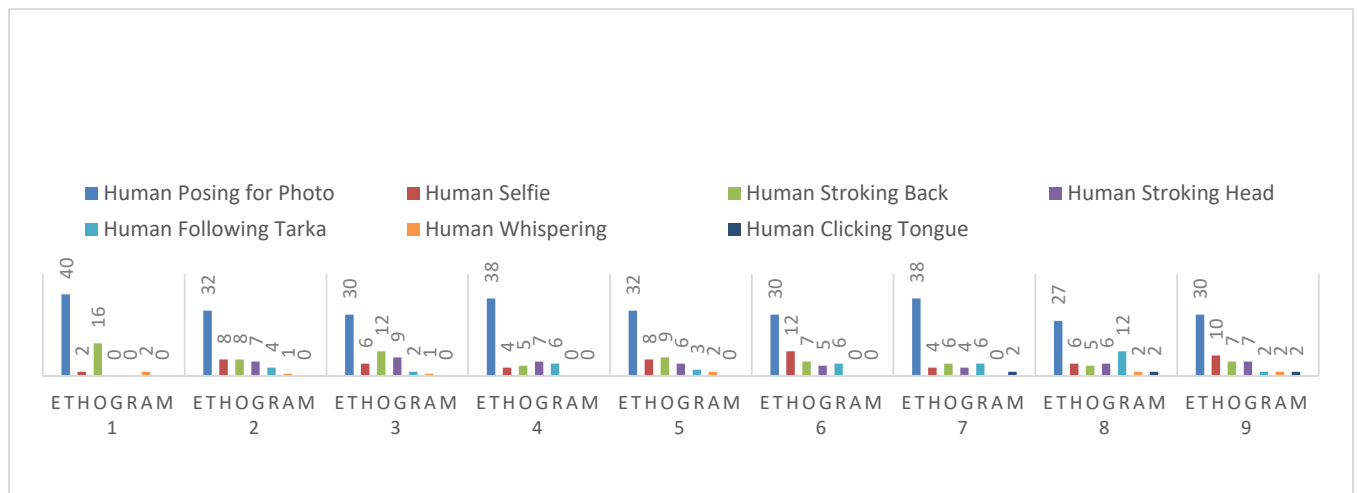 Human Posing for Photo Human Selfie Human Stroking Back Human Stroking Head
Human Following Tarka Human Whispering Human Clicking Tongue
40 2 16 0 0 2 0
32 8 8 7 4 1 0
30 6 12 9 2 1 0
38 4 5 7 6 0 0
32 8 9 6 3 2 0
30 12 7 5 6 0 0
38 4 6 4 6 0 2
27 6 5 6 12 2 2
30 10 7 7 2 2 2
ETHOGRAM 1
ETHOGRAM 2
ETHOGRAM 3
ETHOGRAM 4
ETHOGRAM 5
ETHOGRAM 6
ETHOGRAM 7
ETHOGRAM 8
ETHOGRAM 9